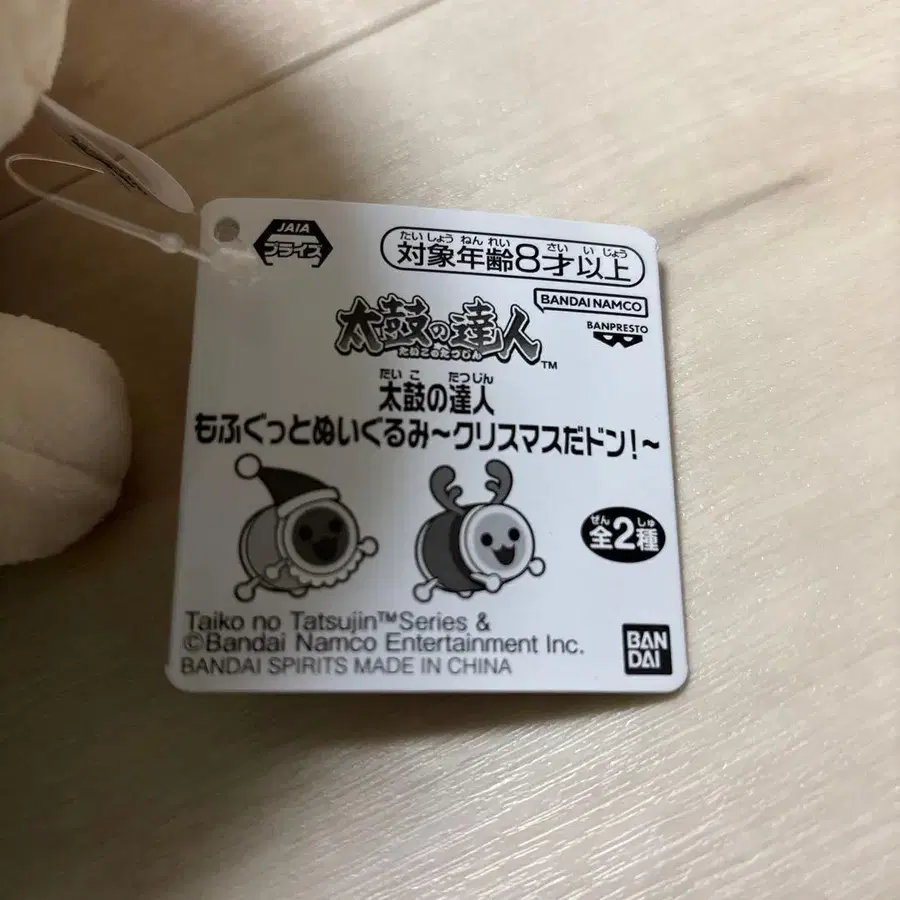 JAIA
プライズ
たいしょうねんれい さいいじょう
対象年齢8才以上
BANDAI NAMCO
BANPRESTO
太鼓の達人
たいこのたつじん
TM
たいこ たつじん
太鼓の達人
もふぐっとぬいぐるみ～クリスマスだドン!～
ぜん しゅ
全2種
Taiko no Tatsujin™Series &
©Bandai Namco Entertainment Inc.
BANDAI SPIRITS MADE IN CHINA
BAN
DAI